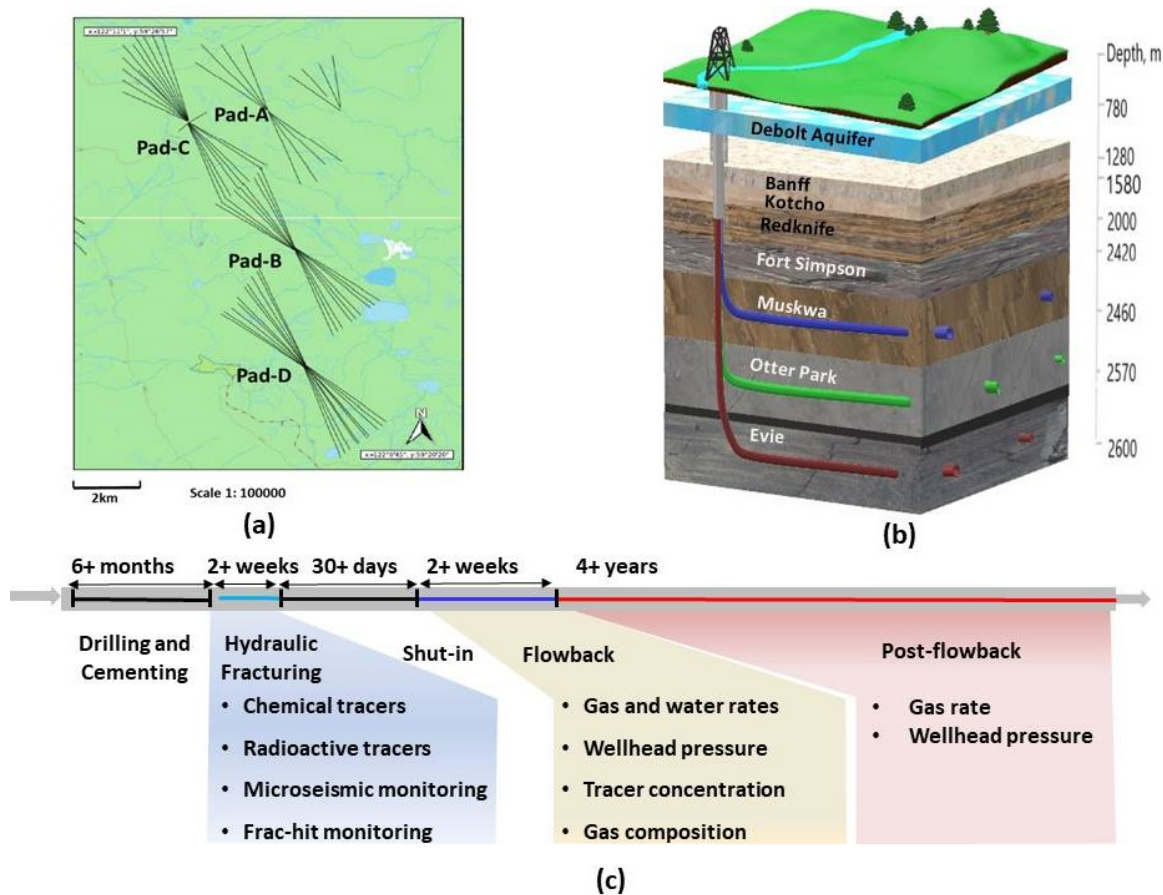 Pad-A
Pad-C
Pad-B
Pad-D
N
2km
Scale 1: 100000
(a)
Depth, m
780
1280
1580
2000
2420
2460
2570
2600
Debolt Aquifer
Banff
Kotcho
Redknife
Fort Simpson
Muskwa
Otter Park
Evie
(b)
6+ months
2+ weeks
30+ days
2+ weeks
4+ years
Drilling and
Cementing
Hydraulic
Fracturing
• Chemical tracers
• Radioactive tracers
• Microseismic monitoring
• Frac-hit monitoring
Shut-in
Flowback
• Gas and water rates
• Wellhead pressure
• Tracer concentration
• Gas composition
Post-flowback
• Gas rate
• Wellhead pressure
(c)